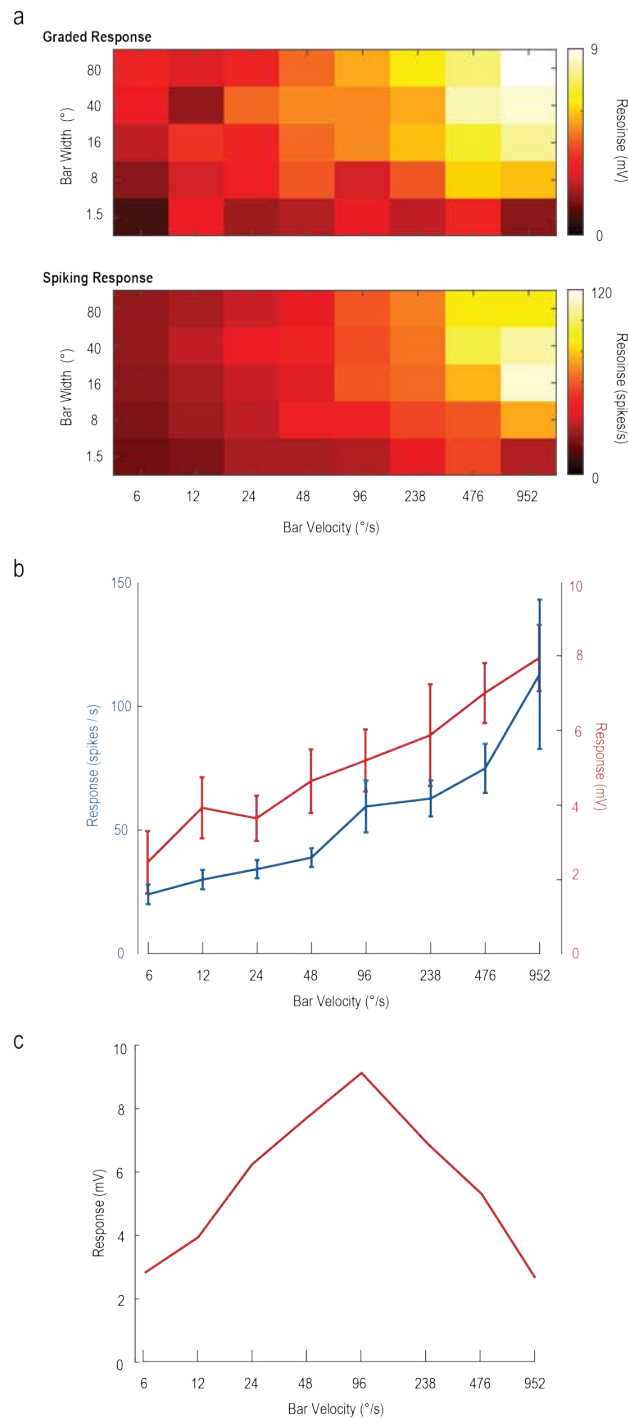 a
Graded Response
Bar Width (°)
80
40
16
8
1.5
9
0
Resoinse (mV)
Spiking Response
Bar Width (°)
80
40
16
8
1.5
120
0
Resoinse (spikes/s)
6 12 24 48 96 238 476 952
Bar Velocity (°/s)
b
Response (spikes / s)
150
100
50
0
10
8
6
4
2
0
Response (mV)
6 12 24 48 96 238 476 952
Bar Velocity (°/s)
c
Response (mV)
10
8
6
4
2
0
6 12 24 48 96 238 476 952
Bar Velocity (°/s)